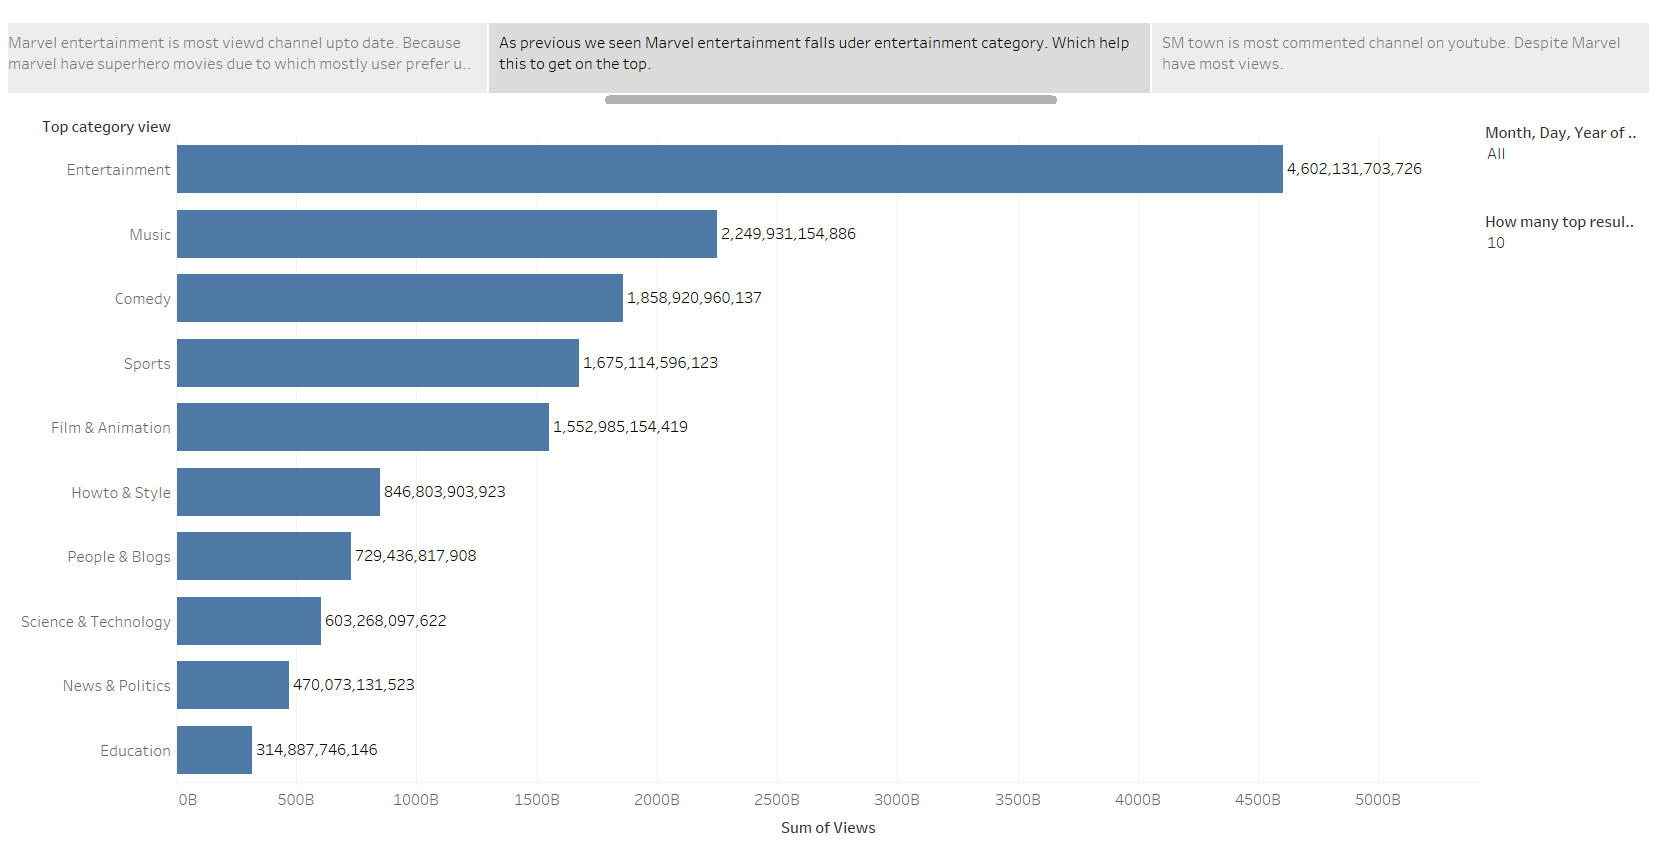 Marvel entertainment is most viewd channel upto date. Because
marvel have superhero movies due to which mostly user prefer u..
As previous we seen Marvel entertainment falls uder entertainment category. Which help
this to get on the top.
SM town is most commented channel on youtube. Despite Marvel
have most views.
Top category view
Entertainment 4,602,131,703,726
Music 2,249,931,154,886
Comedy 1,858,920,960,137
Sports 1,675,114,596,123
Film & Animation 1,552,985,154,419
Howto & Style 846,803,903,923
People & Blogs 729,436,817,908
Science & Technology 603,268,097,622
News & Politics 470,073,131,523
Education 314,887,746,146
0B 500B 1000B 1500B 2000B 2500B 3000B 3500B 4000B 4500B 5000B
Sum of Views
Month, Day, Year of ..
All
How many top resul..
10